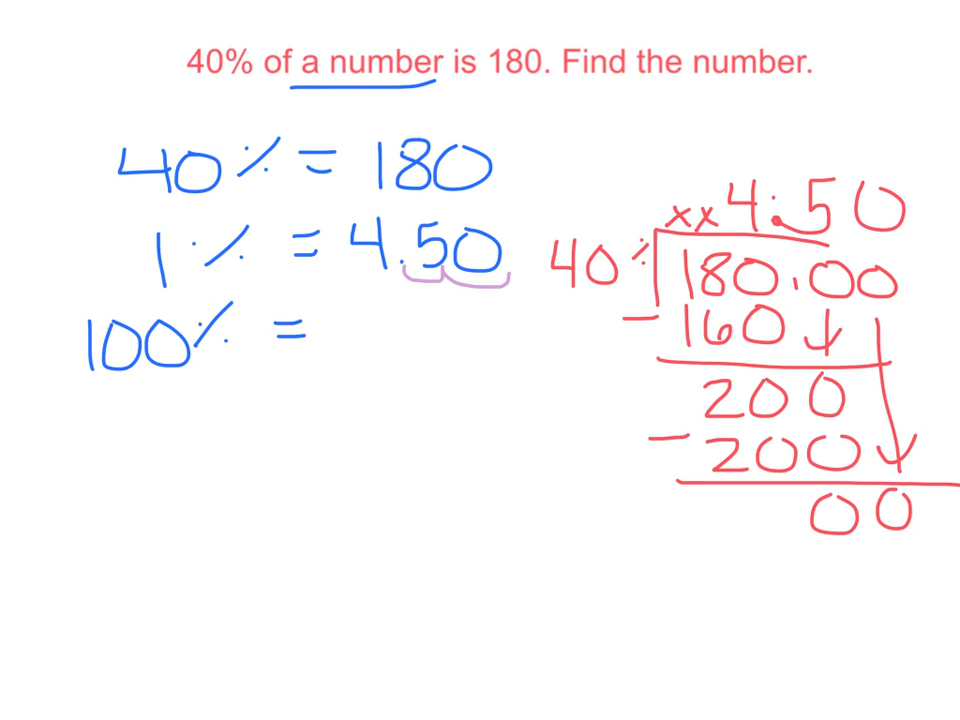 40% of a number is 180. Find the number.
40% = 180
1% = 4.50
100% =
xx4.50
40% 180.00
- 160
200
- 200
00